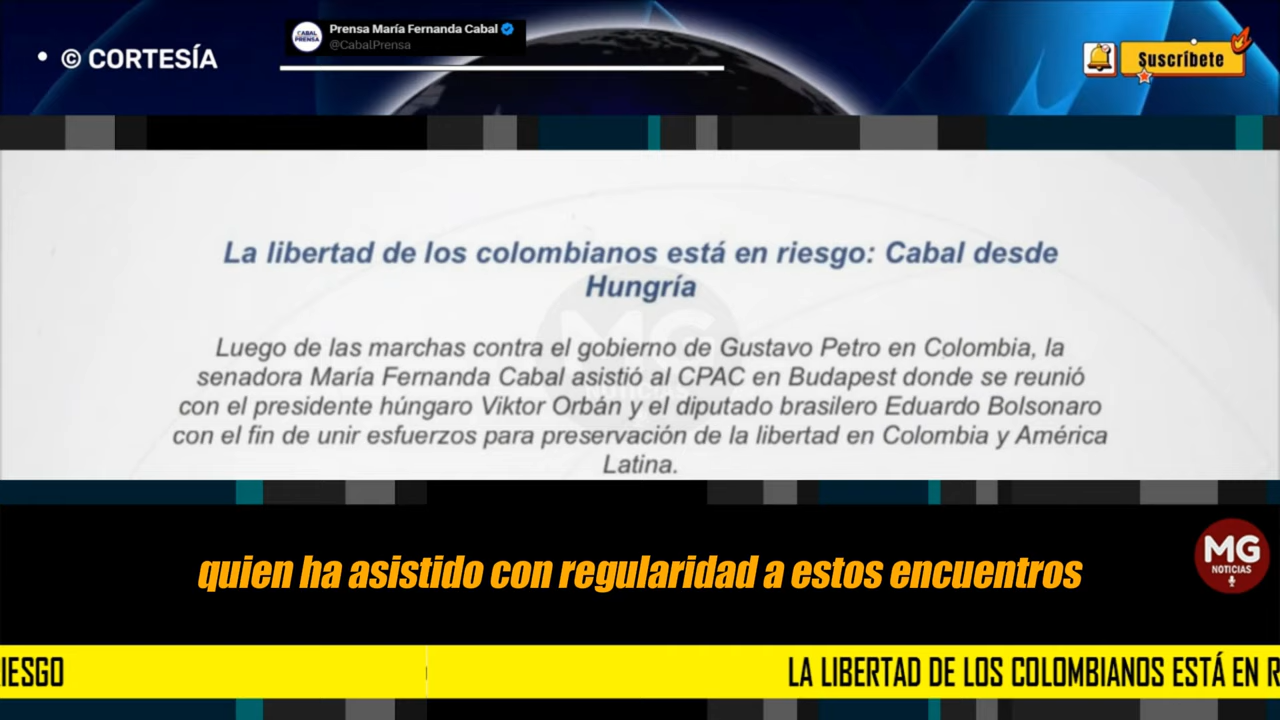 • © CORTESÍA
CABAL
PRENSA
Prensa María Fernanda Cabal
@CabalPrensa
Suscríbete
La libertad de los colombianos está en riesgo: Cabal desde
Hungría
Luego de las marchas contra el gobierno de Gustavo Petro en Colombia, la
senadora María Fernanda Cabal asistió al CPAC en Budapest donde se reunió
con el presidente húngaro Viktor Orbán y el diputado brasilero Eduardo Bolsonaro
con el fin de unir esfuerzos para preservación de la libertad en Colombia y América
Latina.
MG
quien ha asistido con regularidad a estos encuentros
MG
NOTICIAS
IESGO
LA LIBERTAD DE LOS COLOMBIANOS ESTÁ EN R